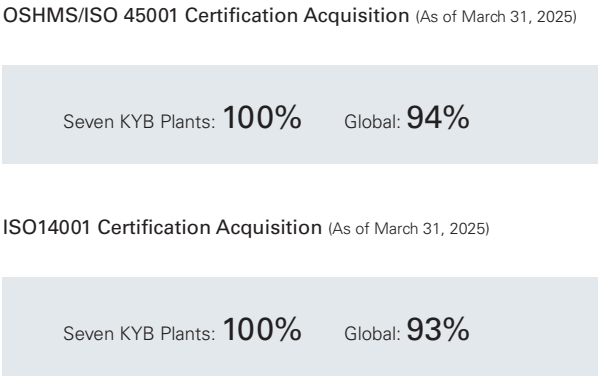 OSHMS/ISO 45001 Certification Acquisition (As of March 31, 2025)
Seven KYB Plants: 100% Global: 94%
ISO14001 Certification Acquisition (As of March 31, 2025)
Seven KYB Plants: 100% Global: 93%